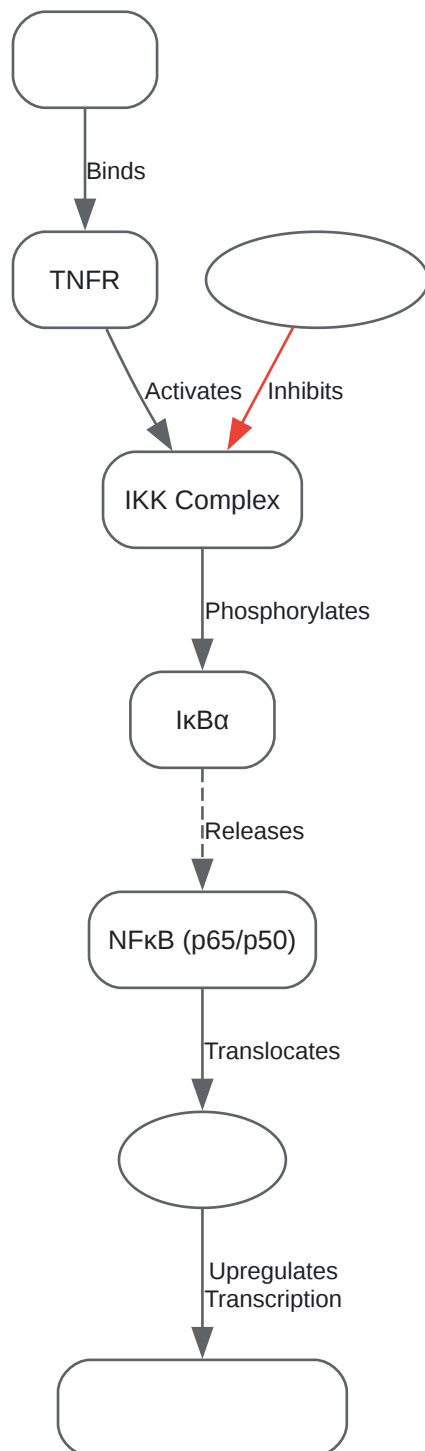 Binds
TNFR
Activates
Inhibits
IKK Complex
Phosphorylates
IκBα
Releases
NFκB (p65/p50)
Translocates
Upregulates
Transcription